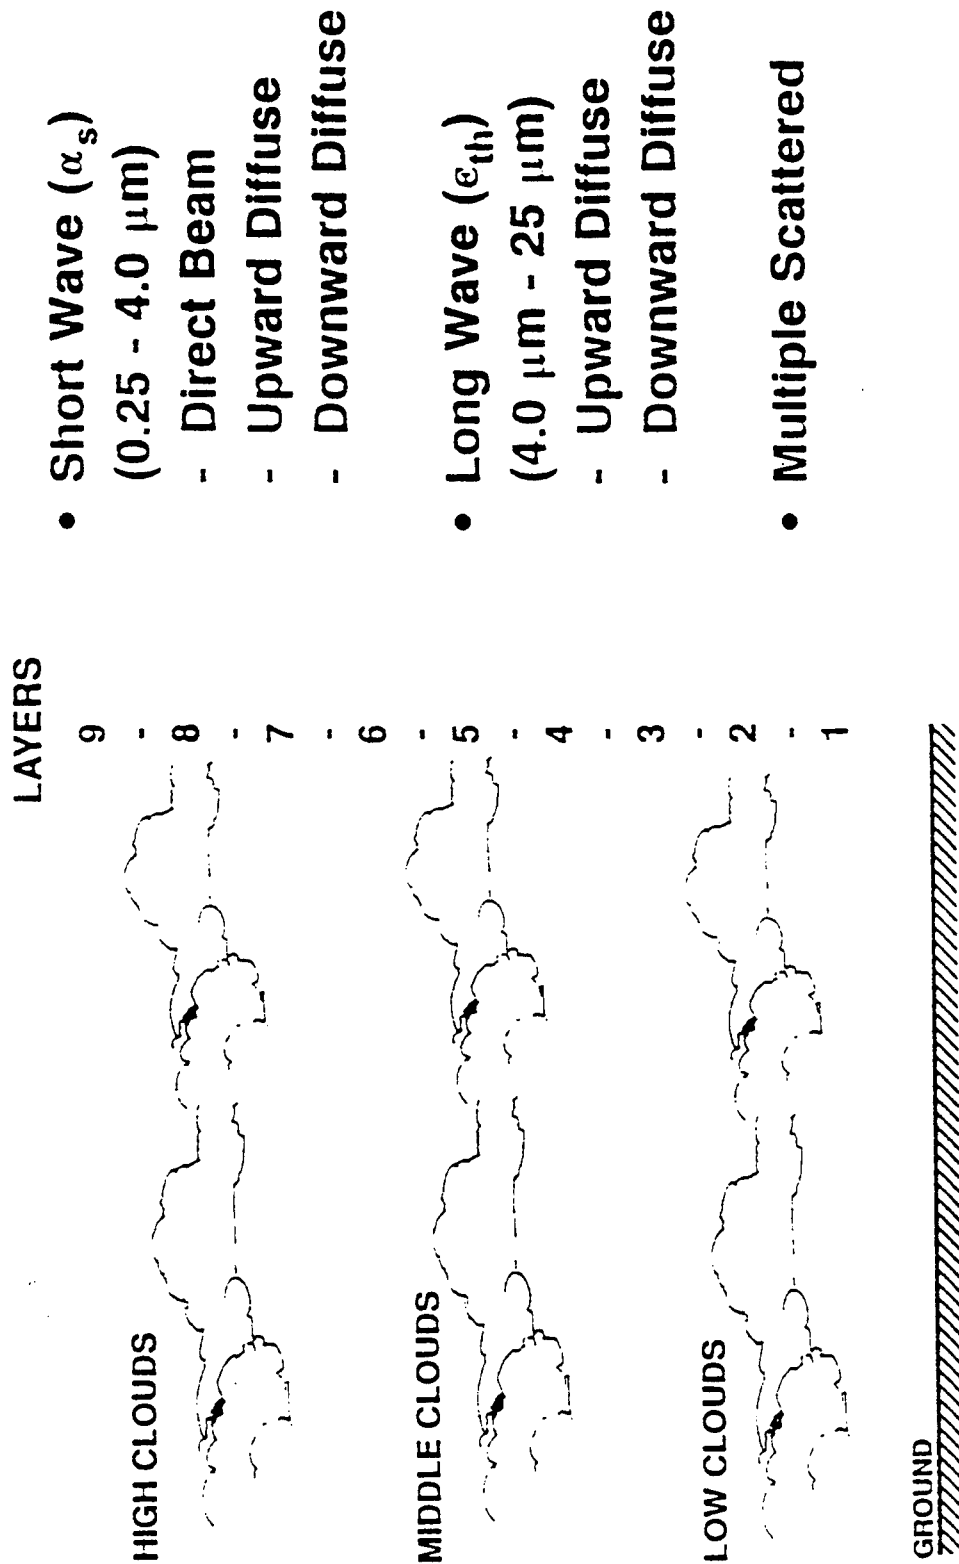 LAYERS
9
-
8
-
7
-
6
-
5
-
4
-
3
-
2
-
1
HIGH CLOUDS
MIDDLE CLOUDS
LOW CLOUDS
GROUND
• Short Wave (αs)
(0.25 - 4.0 μm)
- Direct Beam
- Upward Diffuse
- Downward Diffuse
• Long Wave (εth)
(4.0 μm - 25 μm)
- Upward Diffuse
- Downward Diffuse
• Multiple Scattered